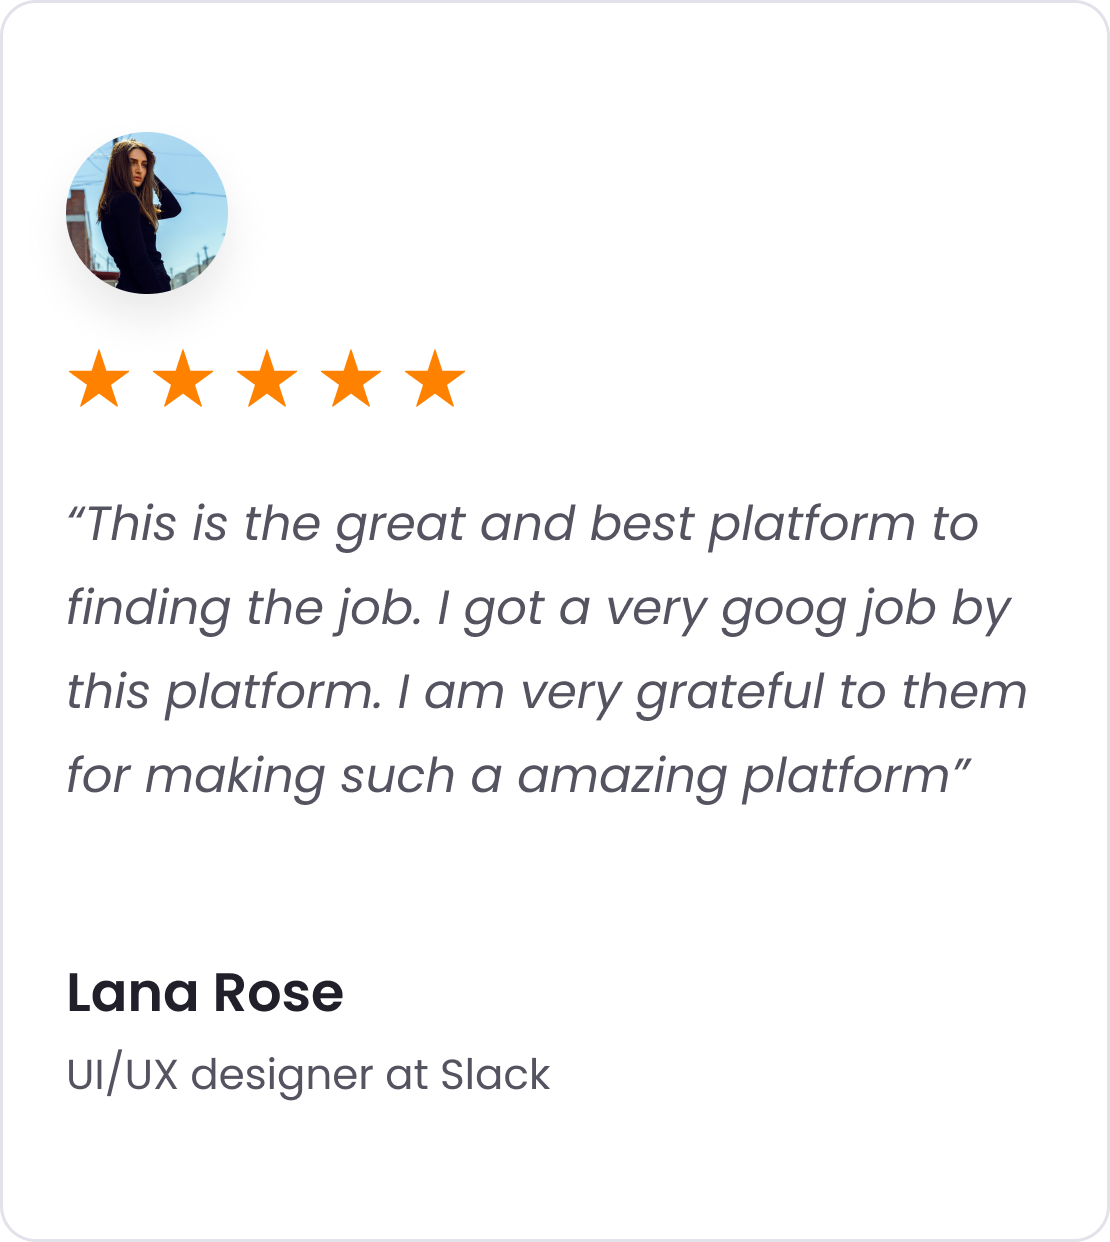 “This is the great and best platform to
finding the job. I got a very goog job by
this platform. I am very grateful to them
for making such a amazing platform”
Lana Rose
UI/UX designer at Slack